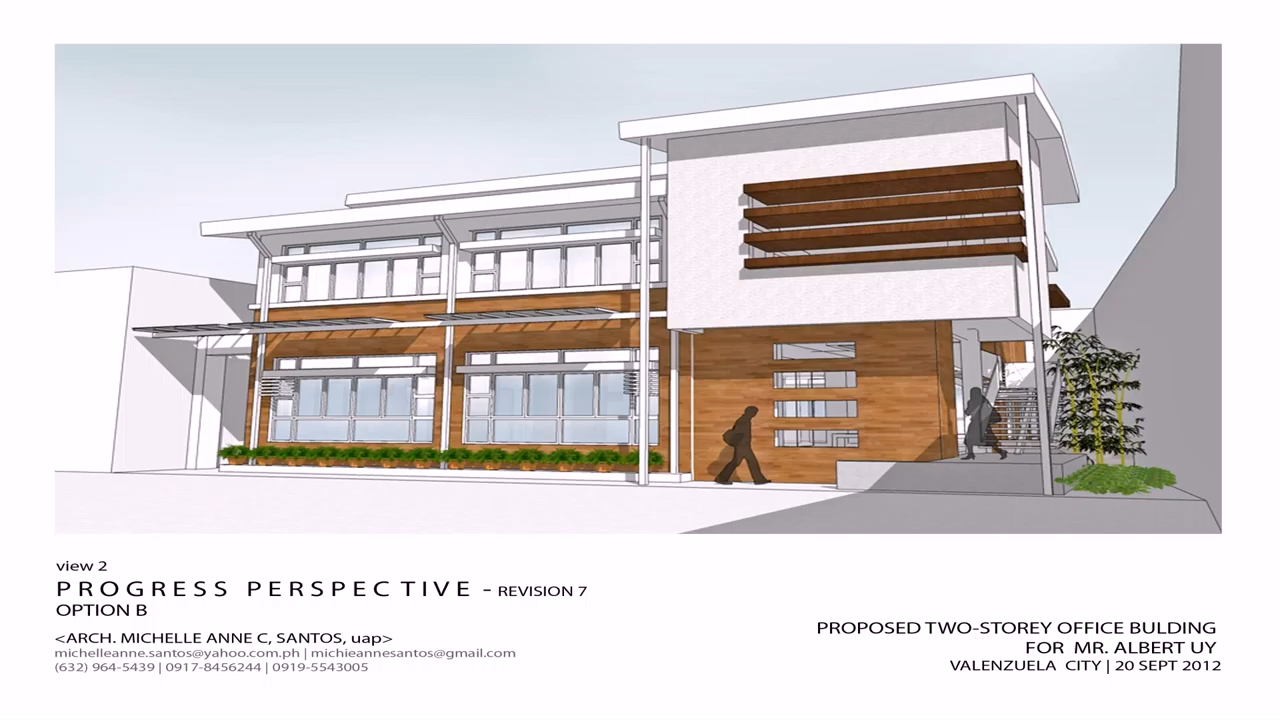 view 2
PROGRESS PERSPECTIVE - REVISION 7
OPTION B
<ARCH. MICHELLE ANNE C, SANTOS, uap>
michelleanne.santos@yahoo.com.ph | michieannesantos@gmail.com
(632) 964-5439 | 0917-8456244 | 0919-5543005
PROPOSED TWO-STOREY OFFICE BULDING
FOR MR. ALBERT UY
VALENZUELA CITY | 20 SEPT 2012